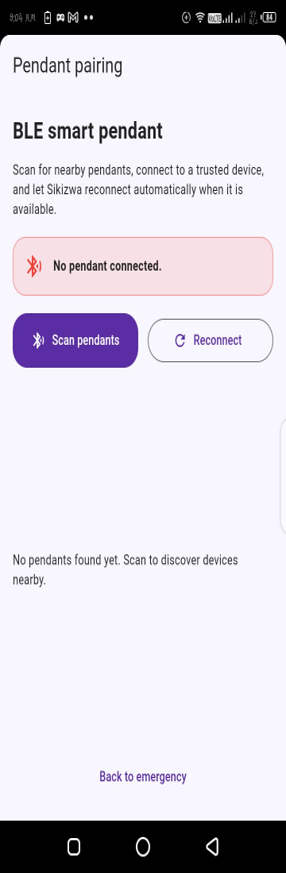 9:04
84
Pendant pairing
BLE smart pendant
Scan for nearby pendants, connect to a trusted device,
and let Sikizwa reconnect automatically when it is
available.
No pendant connected.
Scan pendants
Reconnect
No pendants found yet. Scan to discover devices
nearby.
Back to emergency